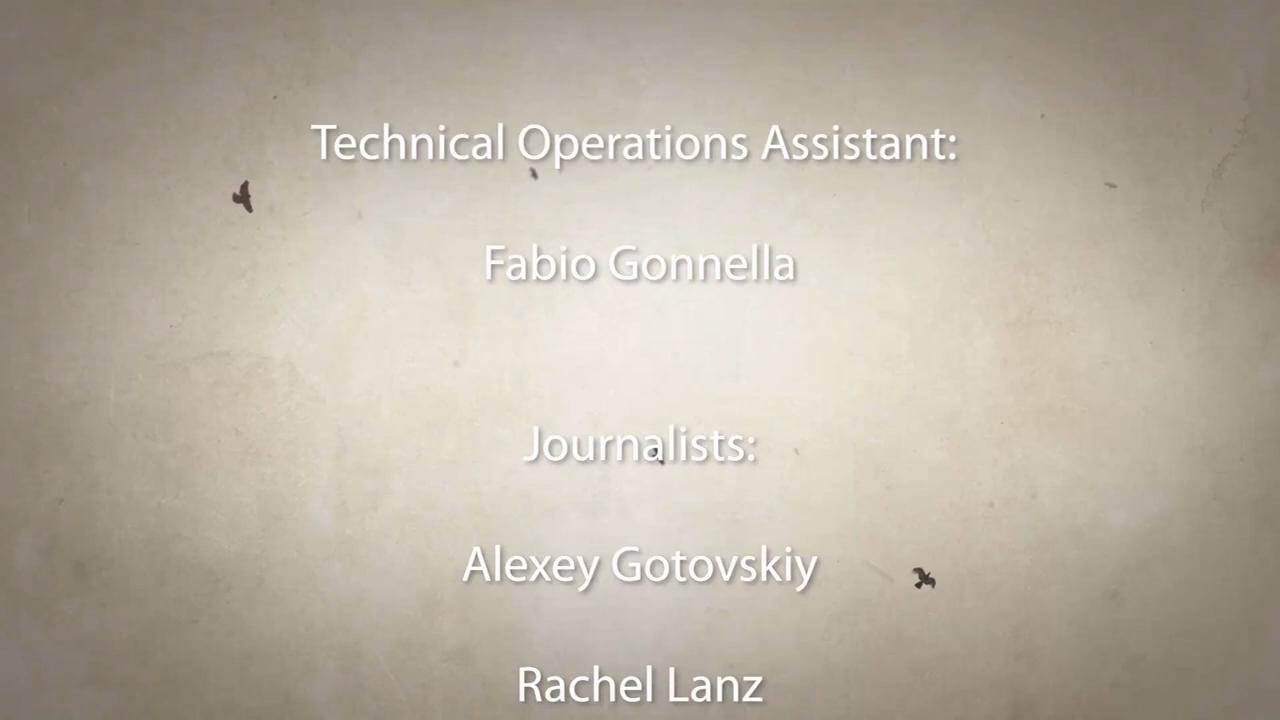 Technical Operations Assistant:
Fabio Gonnella
Journalists:
Alexey Gotovskiy
Rachel Lanz